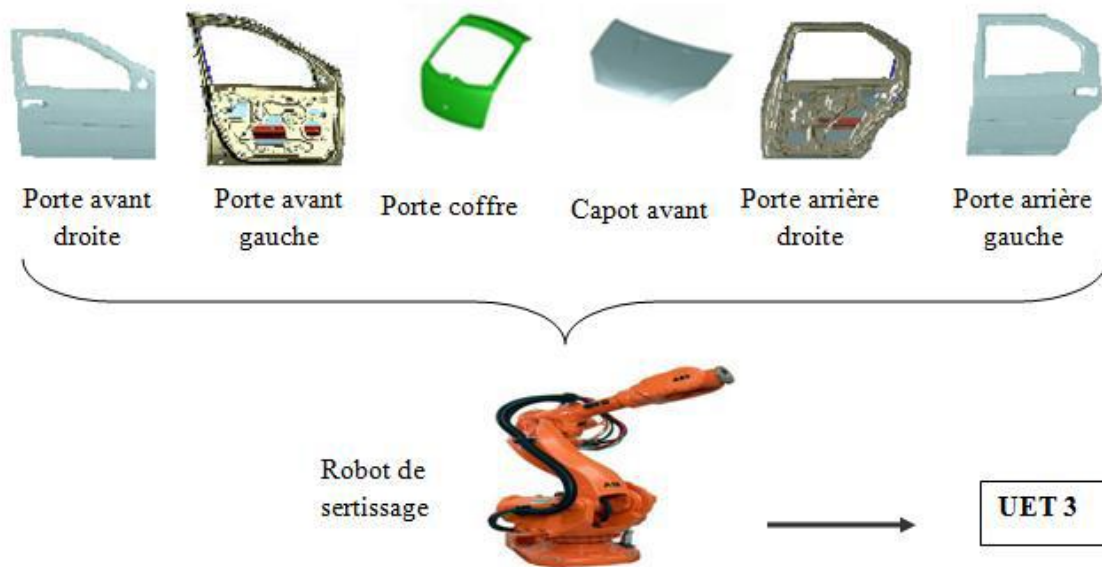 Porte avant
droite
Porte avant
gauche
Porte coffre
Capot avant
Porte arrière
droite
Porte arrière
gauche
Robot de
sertissage
UET 3